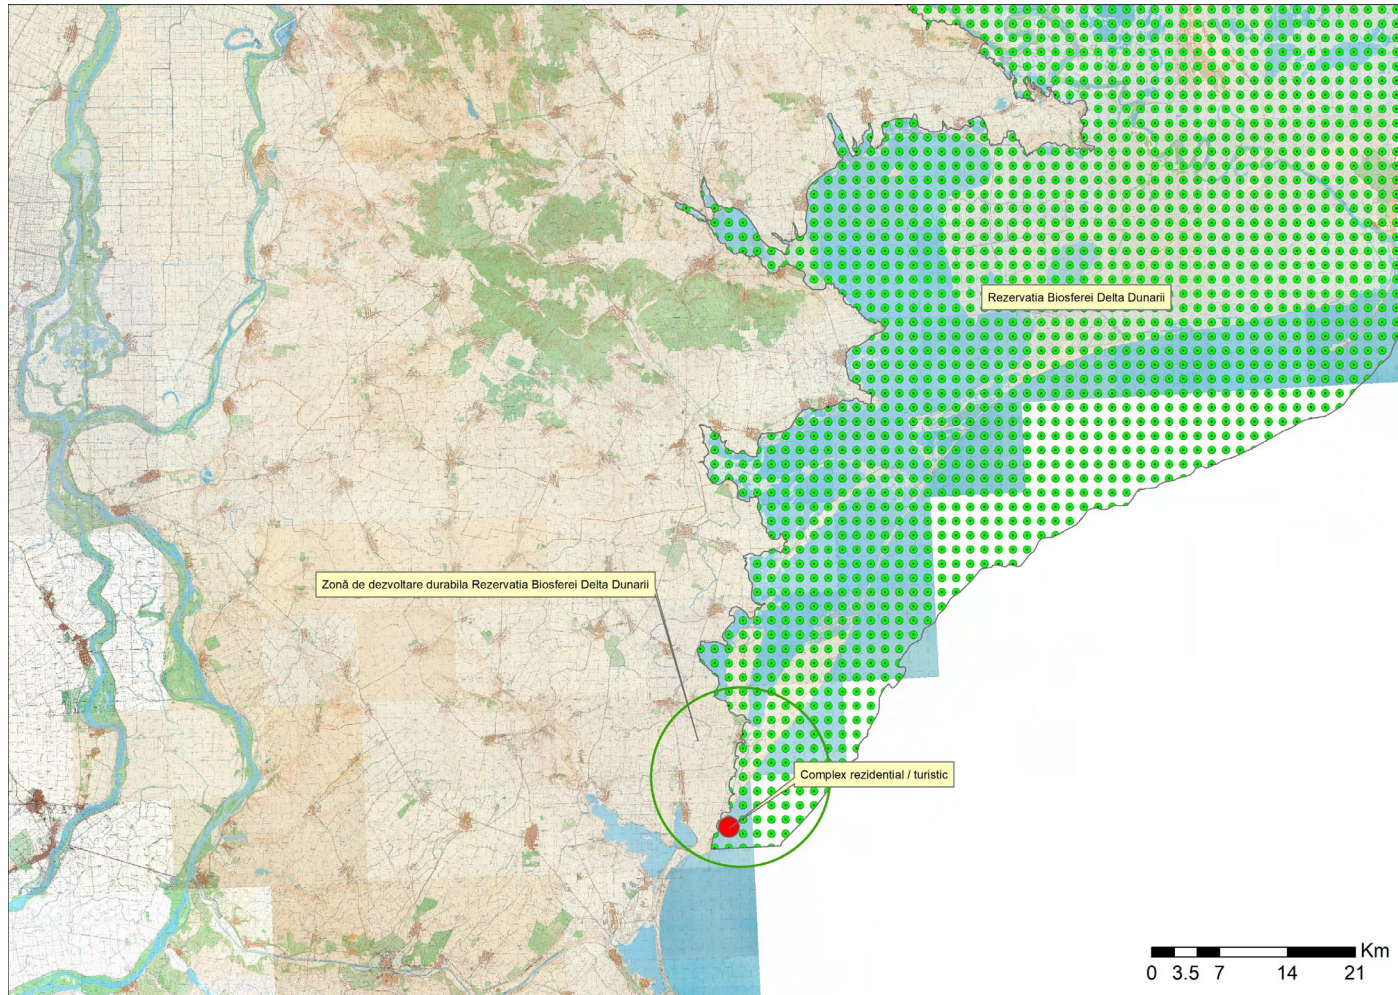 Rezervatia Biosferei Delta Dunarii
Zonă de dezvoltare durabila Rezervatia Biosferei Delta Dunarii
Complex rezidential / turistic
Km
0 3.5 7 14 21